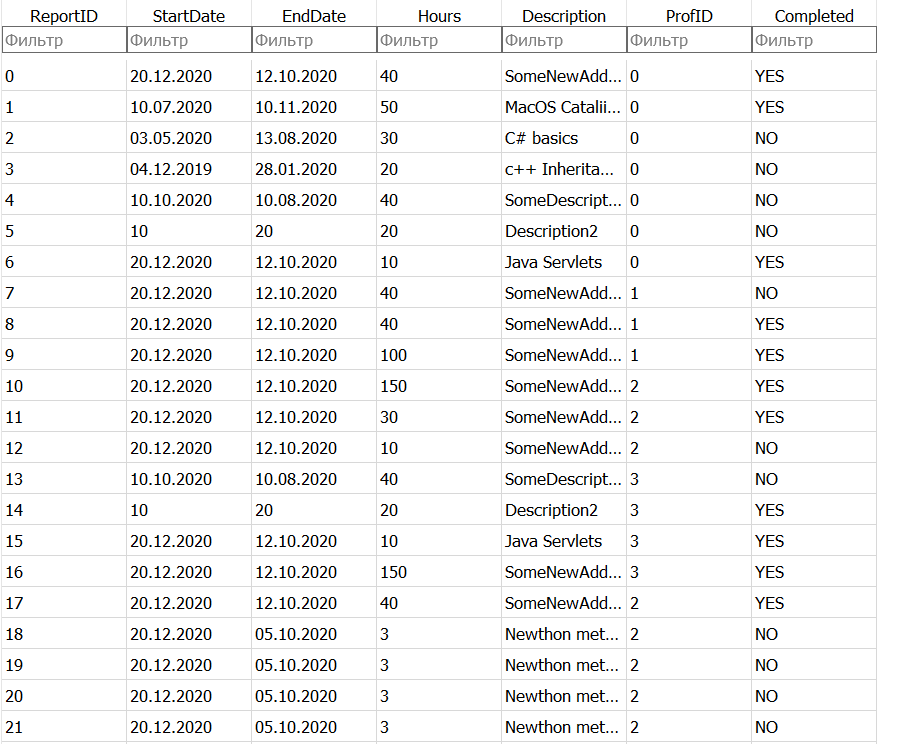 ReportID StartDate EndDate Hours Description ProfID Completed
Фильтр Фильтр Фильтр Фильтр Фильтр Фильтр Фильтр
0 20.12.2020 12.10.2020 40 SomeNewAdd... 0 YES
1 10.07.2020 10.11.2020 50 MacOS Catalii... 0 YES
2 03.05.2020 13.08.2020 30 C# basics 0 NO
3 04.12.2019 28.01.2020 20 c++ Inherita... 0 NO
4 10.10.2020 10.08.2020 40 SomeDescript... 0 NO
5 10 20 20 Description2 0 NO
6 20.12.2020 12.10.2020 10 Java Servlets 0 YES
7 20.12.2020 12.10.2020 40 SomeNewAdd... 1 NO
8 20.12.2020 12.10.2020 40 SomeNewAdd... 1 YES
9 20.12.2020 12.10.2020 100 SomeNewAdd... 1 YES
10 20.12.2020 12.10.2020 150 SomeNewAdd... 2 YES
11 20.12.2020 12.10.2020 30 SomeNewAdd... 2 YES
12 20.12.2020 12.10.2020 10 SomeNewAdd... 2 NO
13 10.10.2020 10.08.2020 40 SomeDescript... 3 NO
14 10 20 20 Description2 3 YES
15 20.12.2020 12.10.2020 10 Java Servlets 3 YES
16 20.12.2020 12.10.2020 150 SomeNewAdd... 3 YES
17 20.12.2020 12.10.2020 40 SomeNewAdd... 2 YES
18 20.12.2020 05.10.2020 3 Newthon met... 2 NO
19 20.12.2020 05.10.2020 3 Newthon met... 2 NO
20 20.12.2020 05.10.2020 3 Newthon met... 2 NO
21 20.12.2020 05.10.2020 3 Newthon met... 2 NO